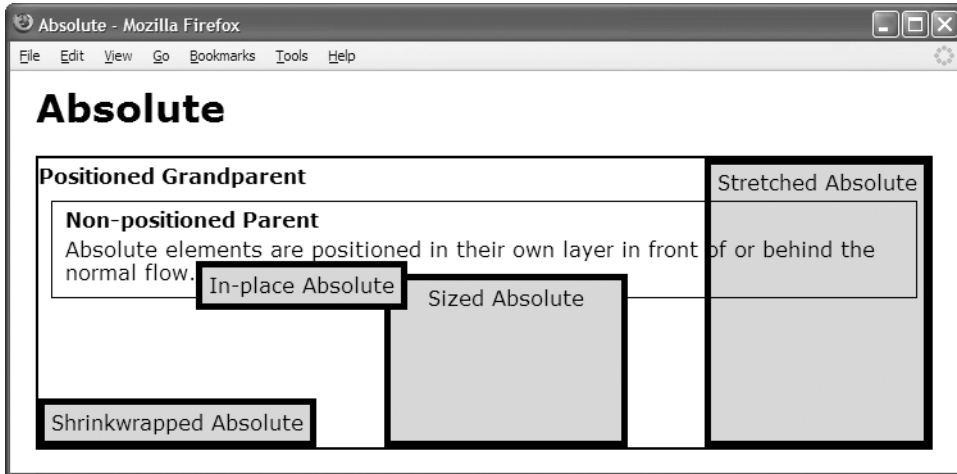 Absolute - Mozilla Firefox
File Edit View Go Bookmarks Tools Help
Absolute
Positioned Grandparent
Stretched Absolute
Non-positioned Parent
Absolute elements are positioned in their own layer in front of or behind the
normal flow.
In-place Absolute
Sized Absolute
Shrinkwrapped Absolute